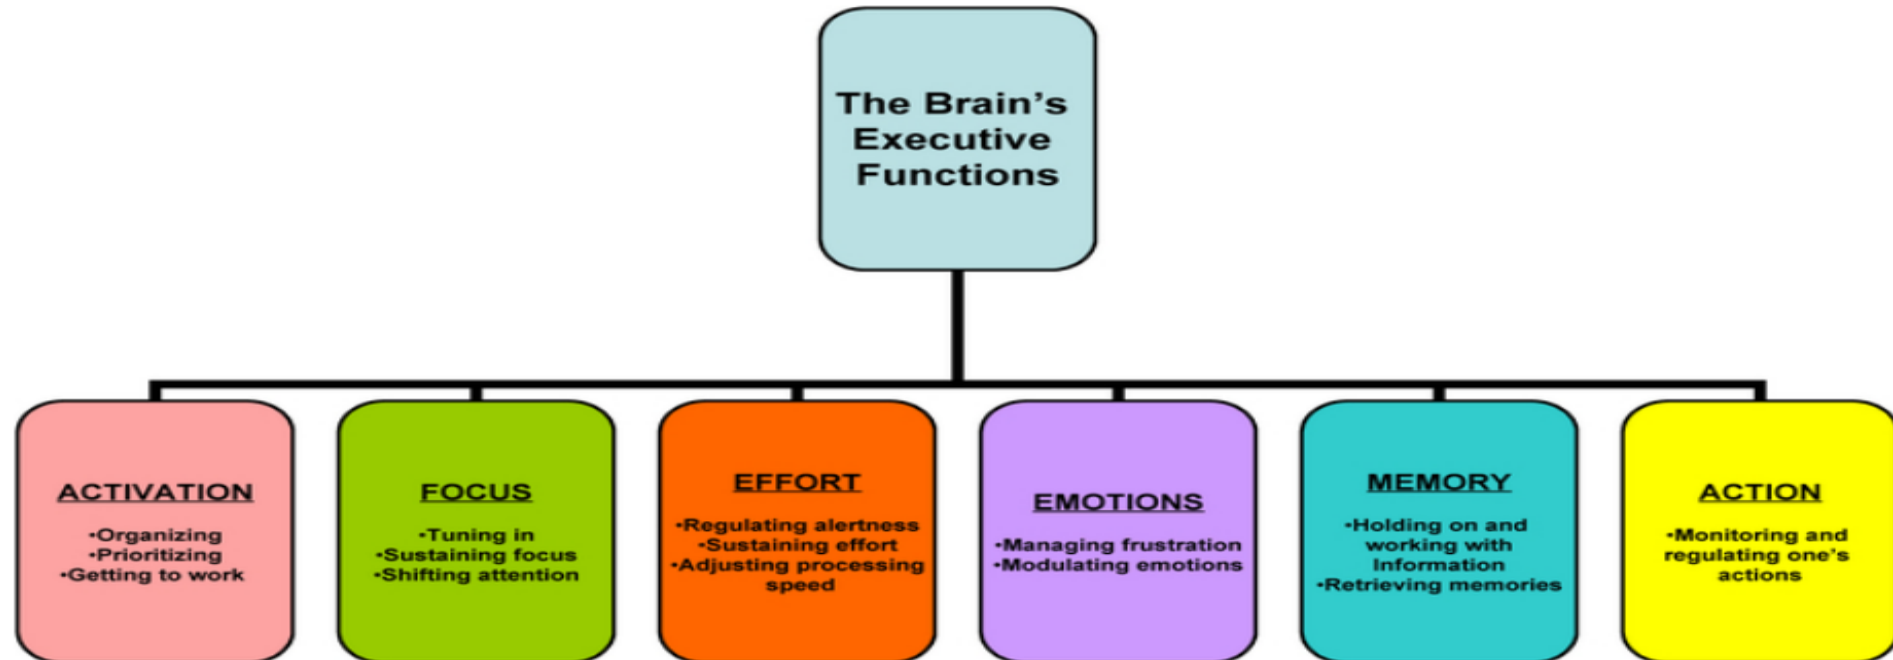 The Brain's
Executive
Functions
ACTIVATION
•Organizing
•Prioritizing
•Getting to work
FOCUS
•Tuning in
•Sustaining focus
•Shifting attention
EFFORT
•Regulating alertness
•Sustaining effort
•Adjusting processing
speed
EMOTIONS
•Managing frustration
•Modulating emotions
MEMORY
•Holding on and
working with
Information
•Retrieving memories
ACTION
•Monitoring and
regulating one's
actions